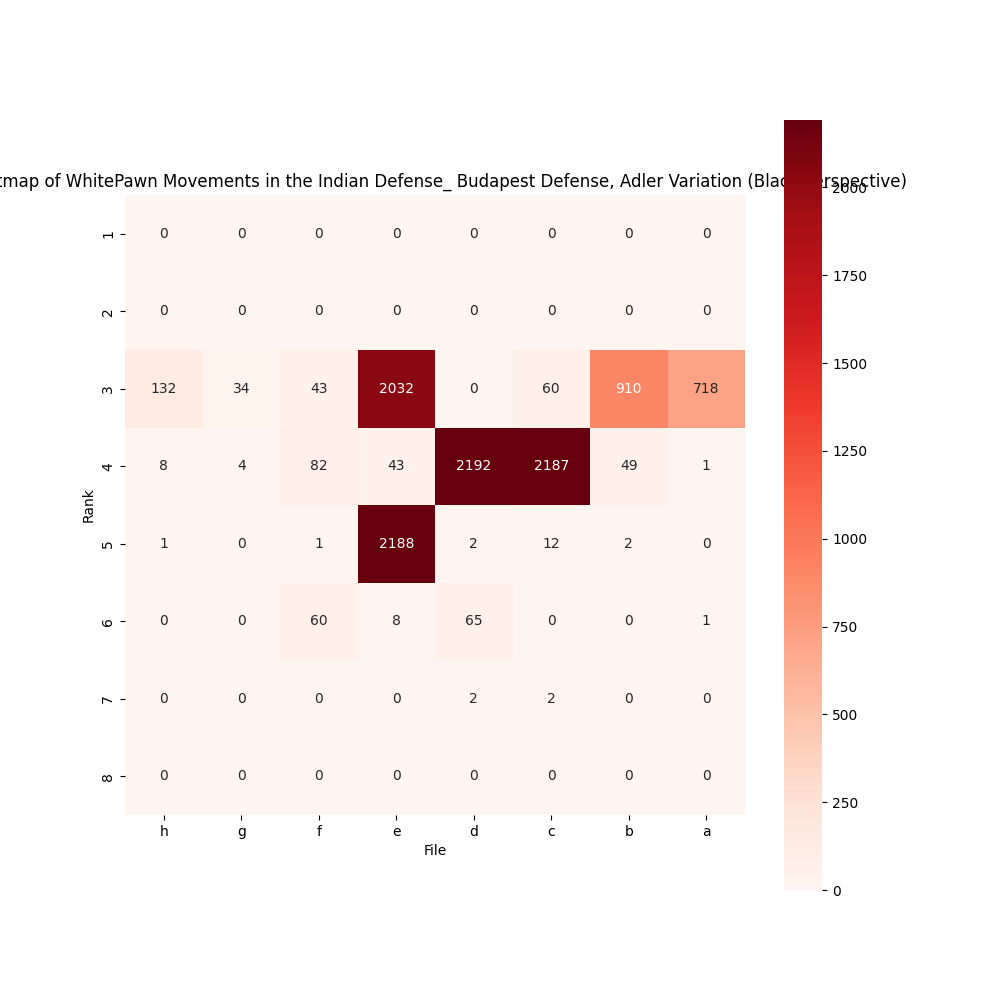 tmap of WhitePawn Movements in the Indian Defense_ Budapest Defense, Adler Variation (Black Perspective)
2000
1 0 0 0 0 0 0 0 0
2 0 0 0 0 0 0 0 0
1750
3 132 34 43 2032 0 60 910 718
1500
4 8 4 82 43 2192 2187 49 1
1250
Rank
5 1 0 1 2188 2 12 2 0
1000
6 0 0 60 8 65 0 0 1
750
7 0 0 0 0 2 2 0 0
500
8 0 0 0 0 0 0 0 0
250
h g f e d c b a
File
0